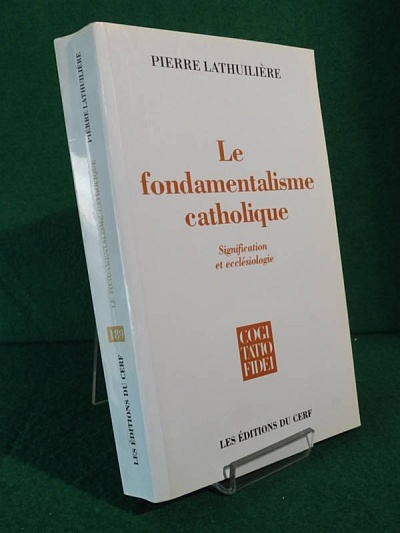 PIERRE LATHUILIÈRE
Le
fondamentalisme
catholique
Signification
et ecclésiologie
COGI
TATIO
FIDEI
LES ÉDITIONS DU CERF
PIERRE LATHUILIÈRE
LE FONDAMENTALISME CATHOLIQUE
189
LES ÉDITIONS DU CERF